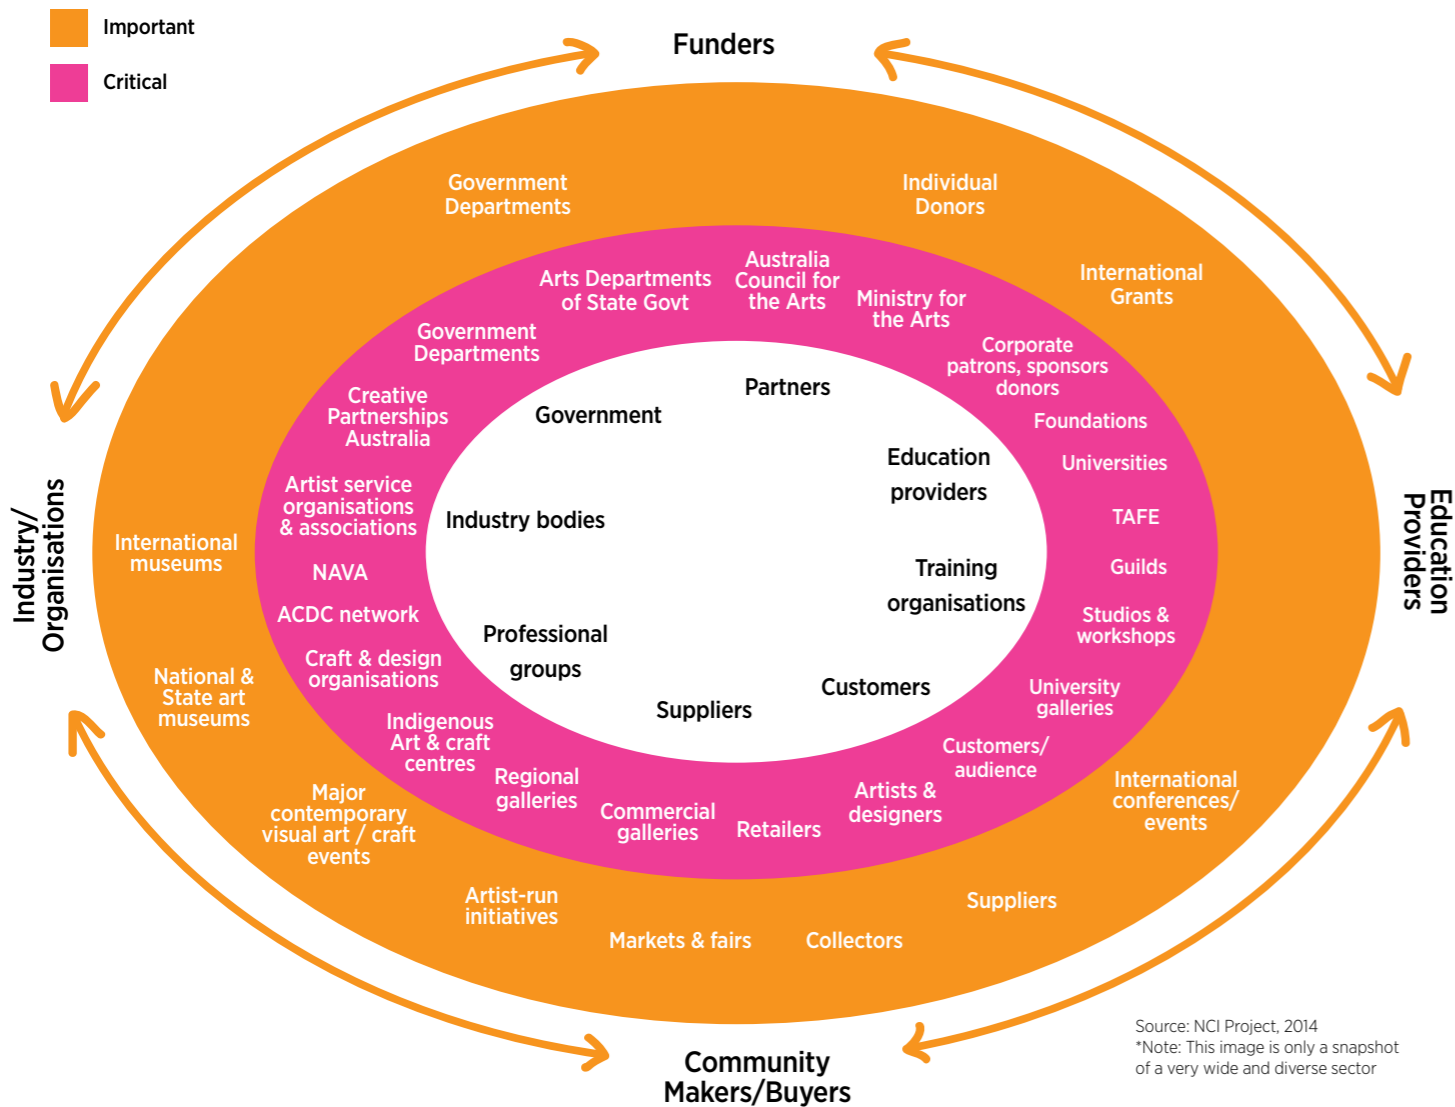 Important
Critical
Funders
Government
Departments
Individual
Donors
International
Grants
Arts Departments
of State Govt
Australia
Council for
the Arts
Ministry for
the Arts
Government
Departments
Corporate
patrons, sponsors
donors
Creative
Partnerships
Australia
Foundations
Universities
Artist service
organisations
& associations
TAFE
NAVA
Guilds
ACDC network
Studios &
workshops
Craft & design
organisations
University
galleries
Indigenous
Art & craft
centres
Customers/
audience
Regional
galleries
Artists &
designers
Commercial
galleries
Retailers
Partners
Government
Education
providers
Industry bodies
Training
organisations
Professional
groups
Customers
Suppliers
Industry/
Organisations
Education
Providers
International
museums
National &
State art
museums
Major
contemporary
visual art / craft
events
International
conferences/
events
Artist-run
initiatives
Suppliers
Markets & fairs
Collectors
Community
Makers/Buyers
Source: NCI Project, 2014
*Note: This image is only a snapshot
of a very wide and diverse sector